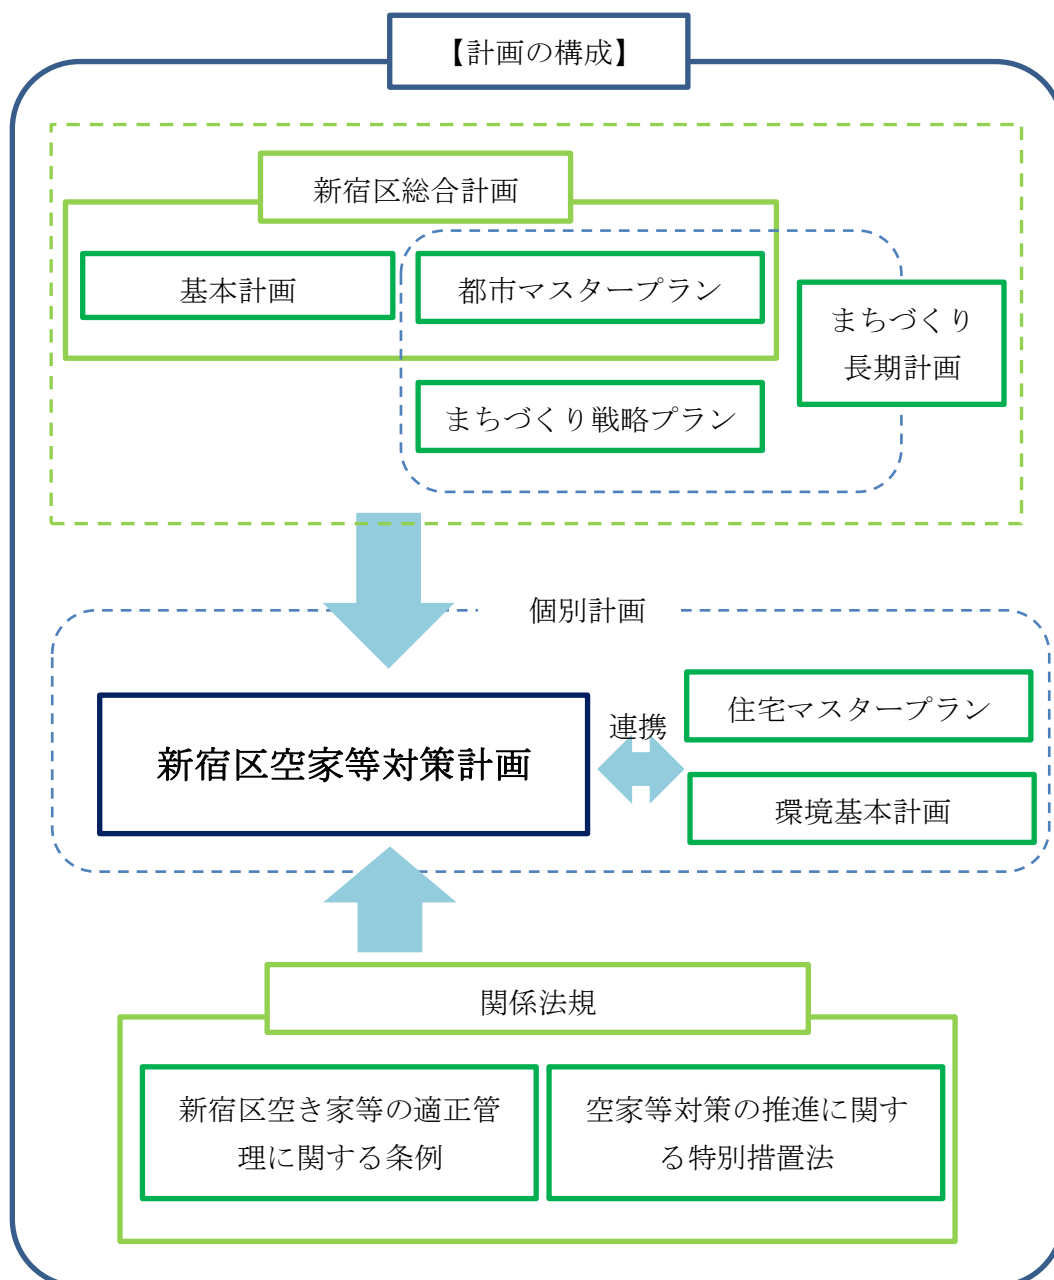 【計画の構成】
新宿区総合計画
基本計画
都市マスタープラン
まちづくり
長期計画
まちづくり戦略プラン
個別計画
新宿区空家等対策計画
連携
住宅マスタープラン
環境基本計画
関係法規
新宿区空き家等の適正管
理に関する条例
空家等対策の推進に関す
る特別措置法